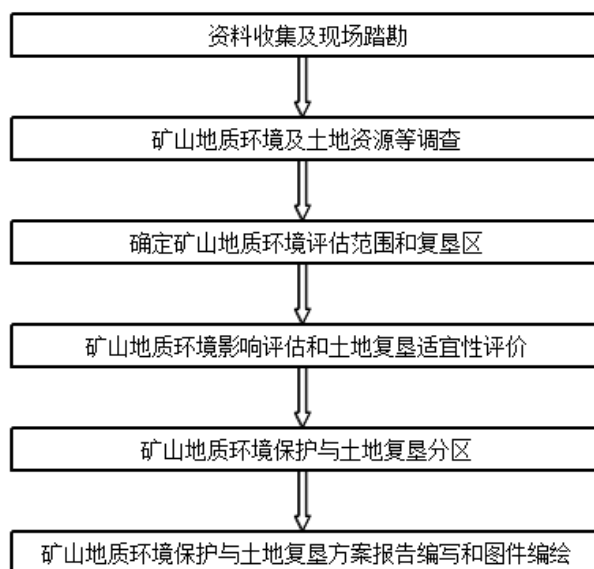 资料收集及现场踏勘
矿山地质环境及土地资源等调查
确定矿山地质环境评估范围和复垦区
矿山地质环境影响评估和土地复垦适宜性评价
矿山地质环境保护与土地复垦分区
矿山地质环境保护与土地复垦方案报告编写和图件编绘